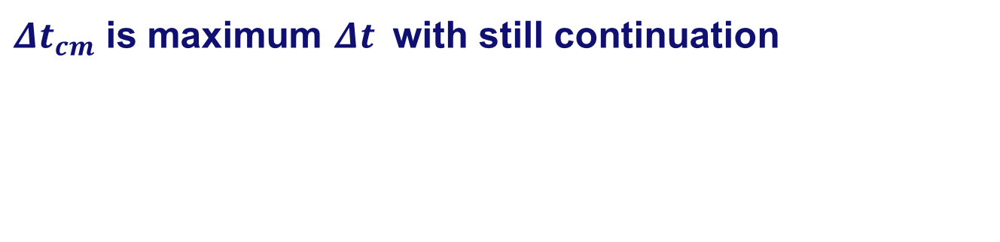 Δt_cm is maximum Δt with still continuation